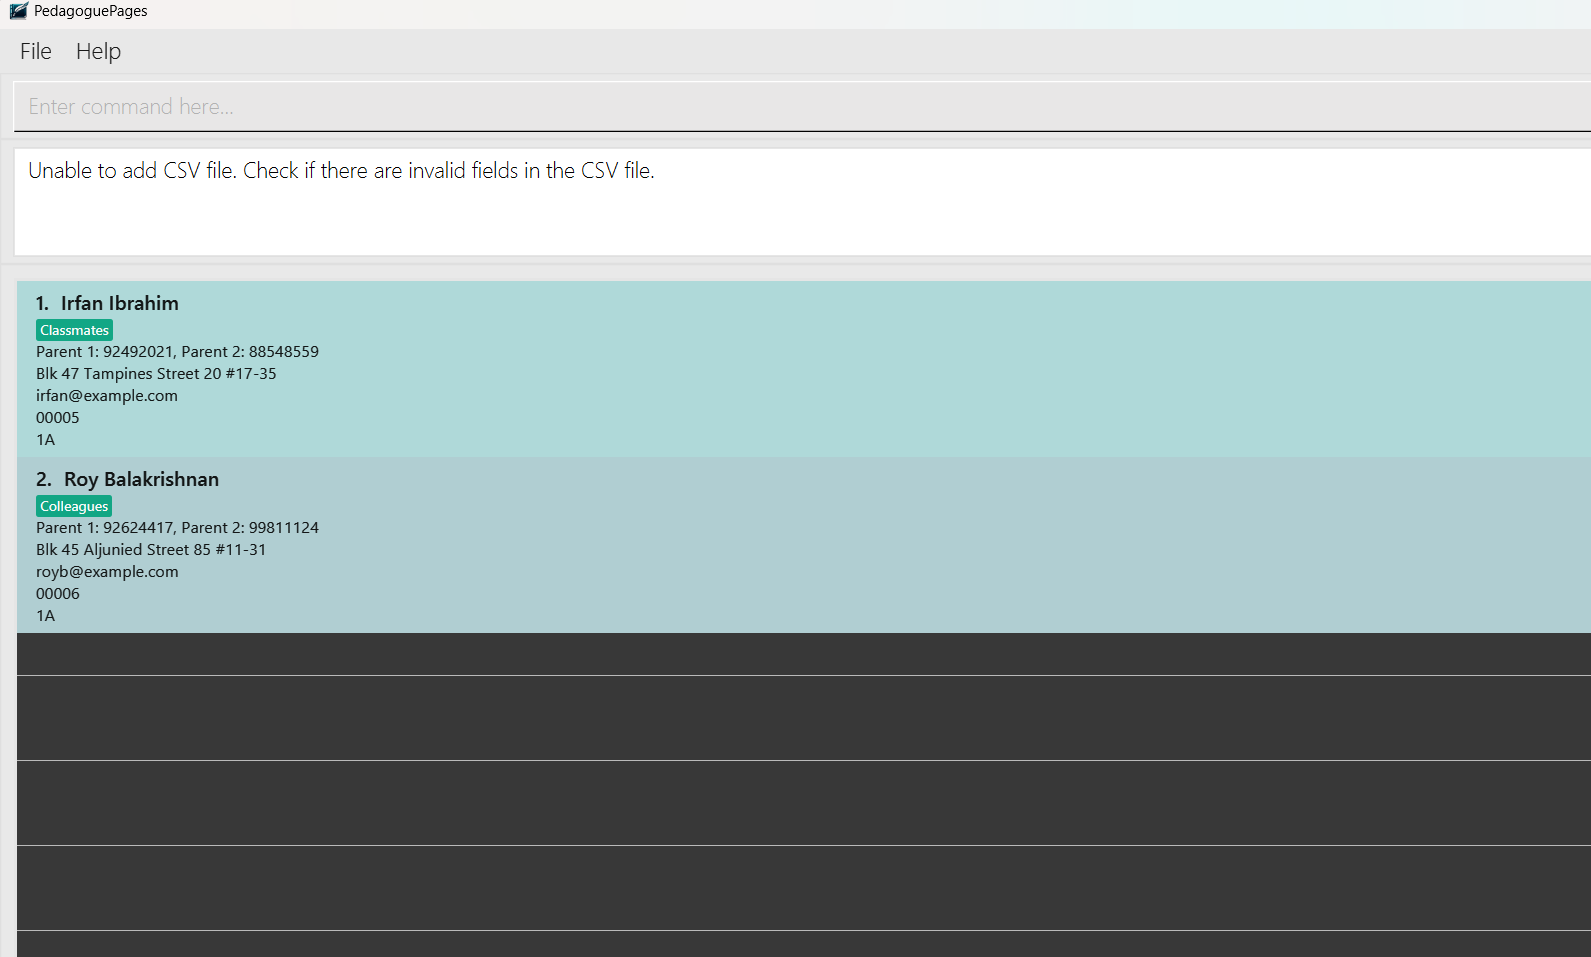 PedagoguePages
File Help
Enter command here...
Unable to add CSV file. Check if there are invalid fields in the CSV file.
1. Irfan Ibrahim
Classmates
Parent 1: 92492021, Parent 2: 88548559
Blk 47 Tampines Street 20 #17-35
irfan@example.com
00005
1A
2. Roy Balakrishnan
Colleagues
Parent 1: 92624417, Parent 2: 99811124
Blk 45 Aljunied Street 85 #11-31
royb@example.com
00006
1A